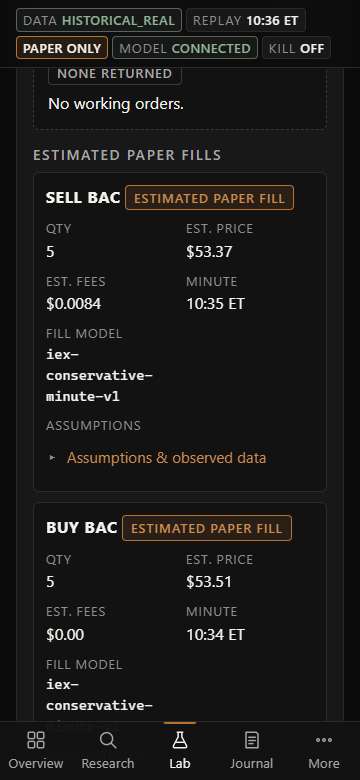 DATA HISTORICAL_REAL REPLAY 10:36 ET
PAPER ONLY MODEL CONNECTED KILL OFF
NONE RETURNED
No working orders.
ESTIMATED PAPER FILLS
SELL BAC ESTIMATED PAPER FILL
QTY EST. PRICE
5 $53.37
EST. FEES MINUTE
$0.0084 10:35 ET
FILL MODEL
iex-
conservative-
minute-v1
ASSUMPTIONS
▸ Assumptions & observed data
BUY BAC ESTIMATED PAPER FILL
QTY EST. PRICE
5 $53.51
EST. FEES MINUTE
$0.00 10:34 ET
FILL MODEL
iex-
conservative-
Overview Research Lab Journal More